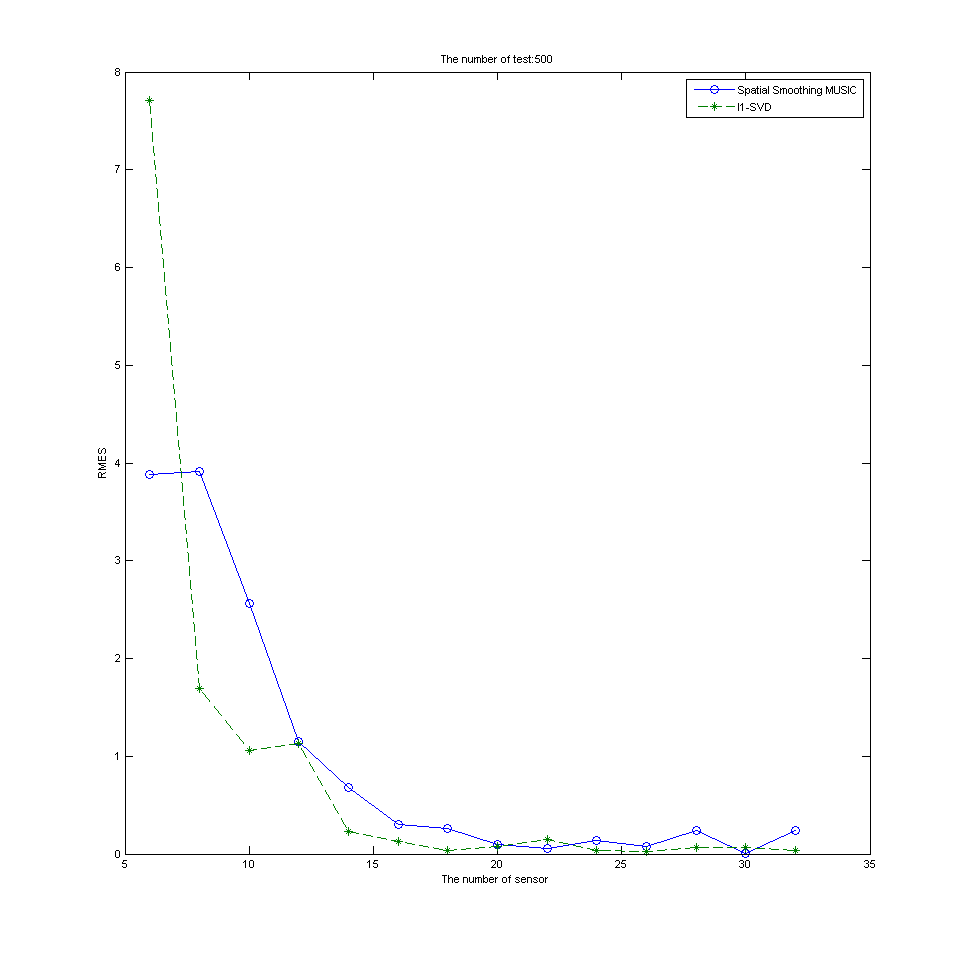 The number of test:500
Spatial Smoothing MUSIC
l1-SVD
8
7
6
5
4
3
2
1
0
RMES
5 10 15 20 25 30 35
The number of sensor